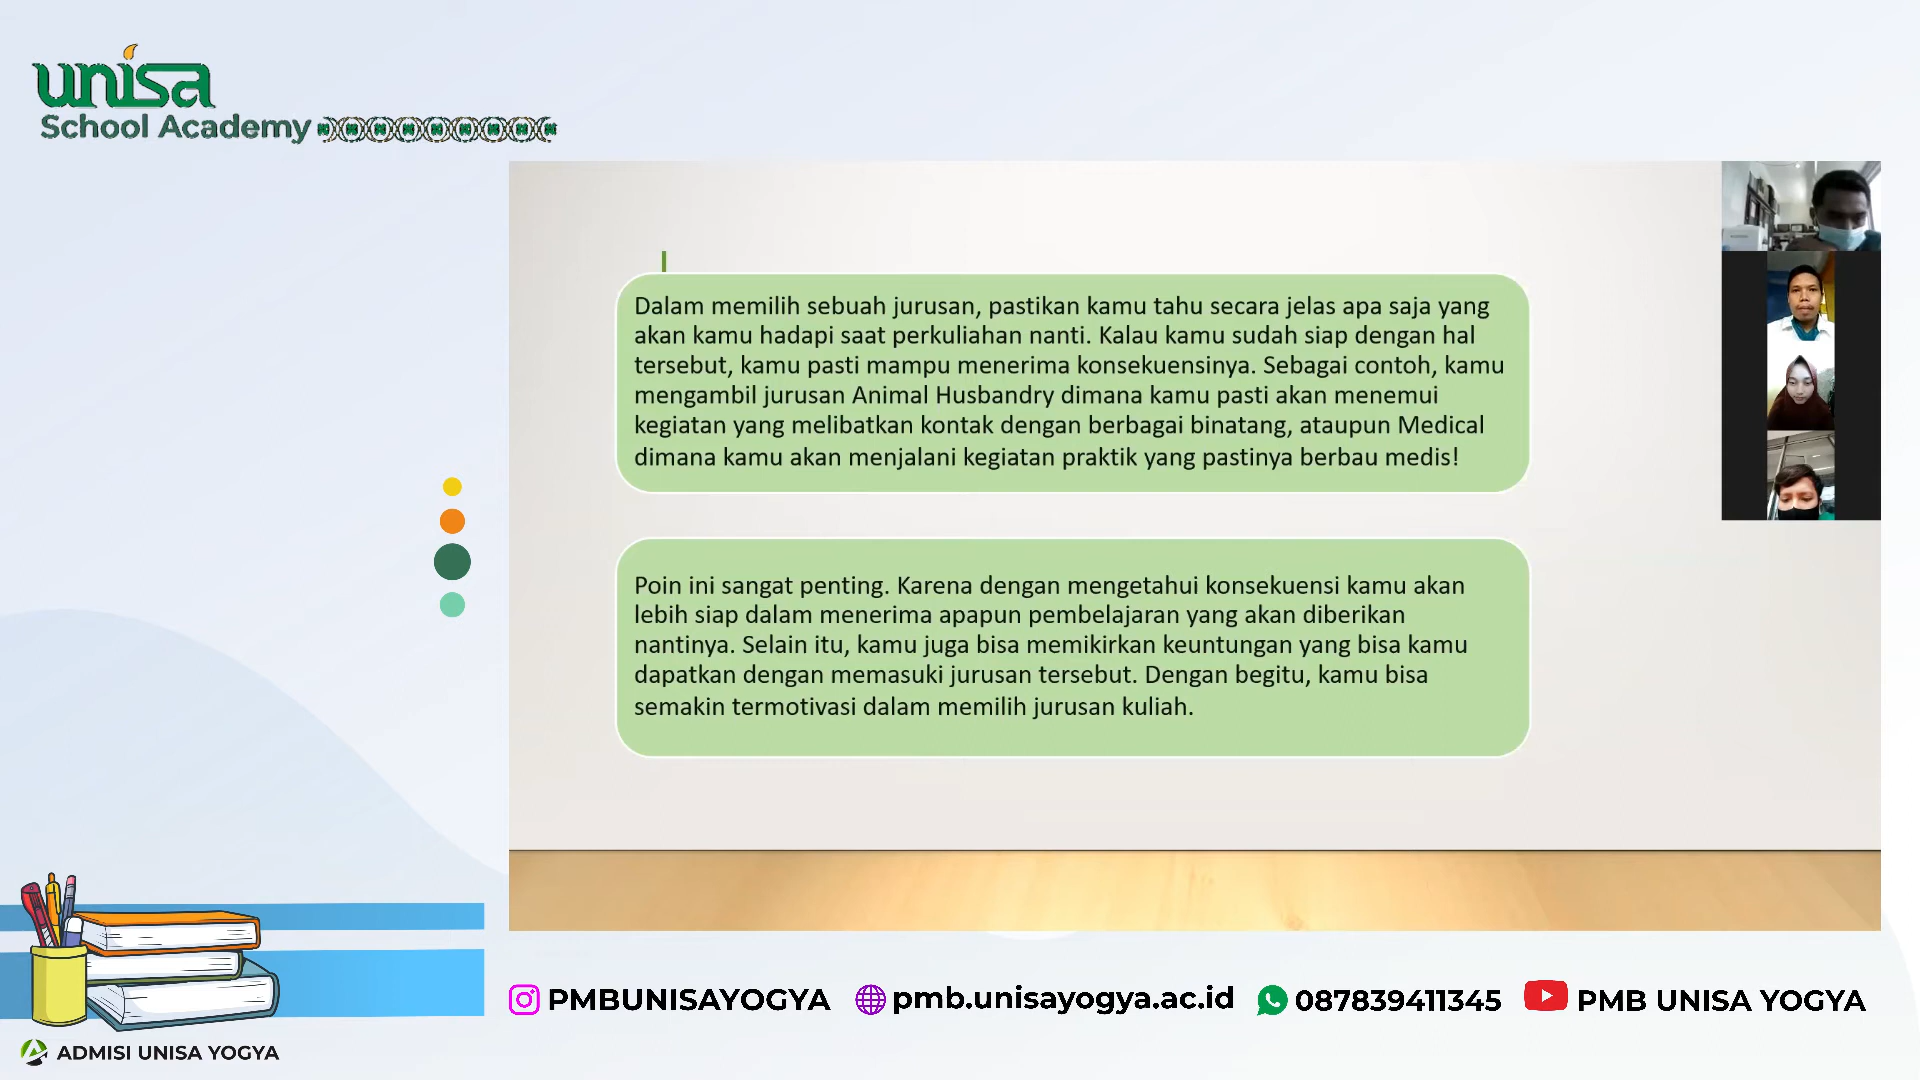 unisa
School Academy
Dalam memilih sebuah jurusan, pastikan kamu tahu secara jelas apa saja yang
akan kamu hadapi saat perkuliahan nanti. Kalau kamu sudah siap dengan hal
tersebut, kamu pasti mampu menerima konsekuensinya. Sebagai contoh, kamu
mengambil jurusan Animal Husbandry dimana kamu pasti akan menemui
kegiatan yang melibatkan kontak dengan berbagai binatang, ataupun Medical
dimana kamu akan menjalani kegiatan praktik yang pastinya berbau medis!
Poin ini sangat penting. Karena dengan mengetahui konsekuensi kamu akan
lebih siap dalam menerima apapun pembelajaran yang akan diberikan
nantinya. Selain itu, kamu juga bisa memikirkan keuntungan yang bisa kamu
dapatkan dengan memasuki jurusan tersebut. Dengan begitu, kamu bisa
semakin termotivasi dalam memilih jurusan kuliah.
PMBUNISAYOGYA pmb.unisayogya.ac.id 087839411345 PMB UNISA YOGYA
ADMISI UNISA YOGYA